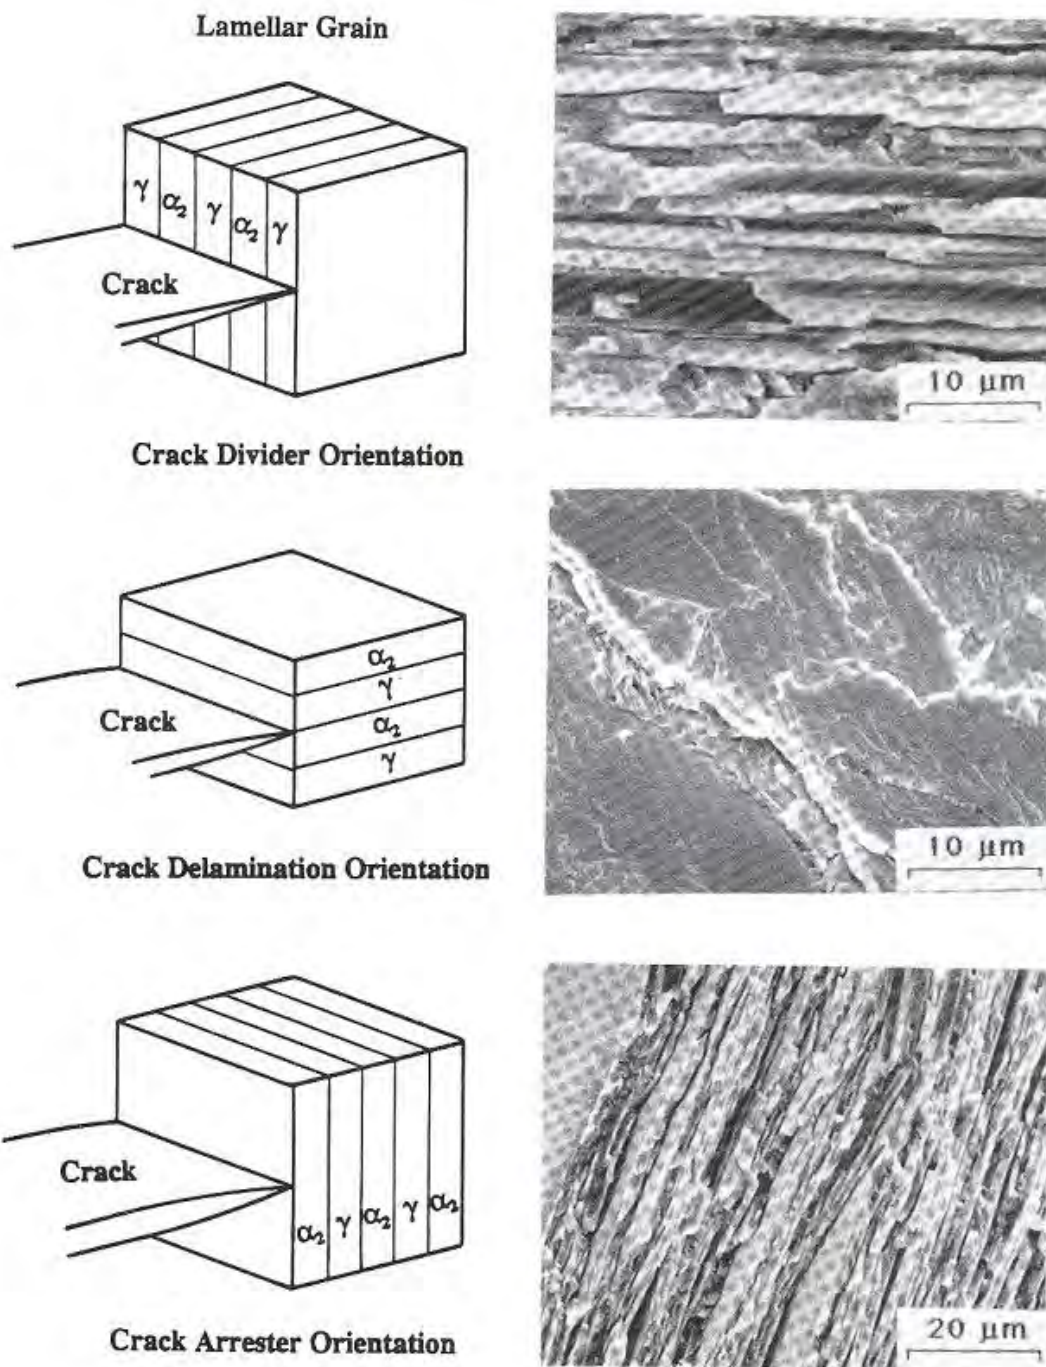 Lamellar Grain
γ α₂ γ α₂ γ
Crack
10 μm
Crack Divider Orientation
α₂
γ
Crack
α₂
γ
10 μm
Crack Delamination Orientation
Crack
α₂ γ α₂ γ α₂
20 μm
Crack Arrester Orientation